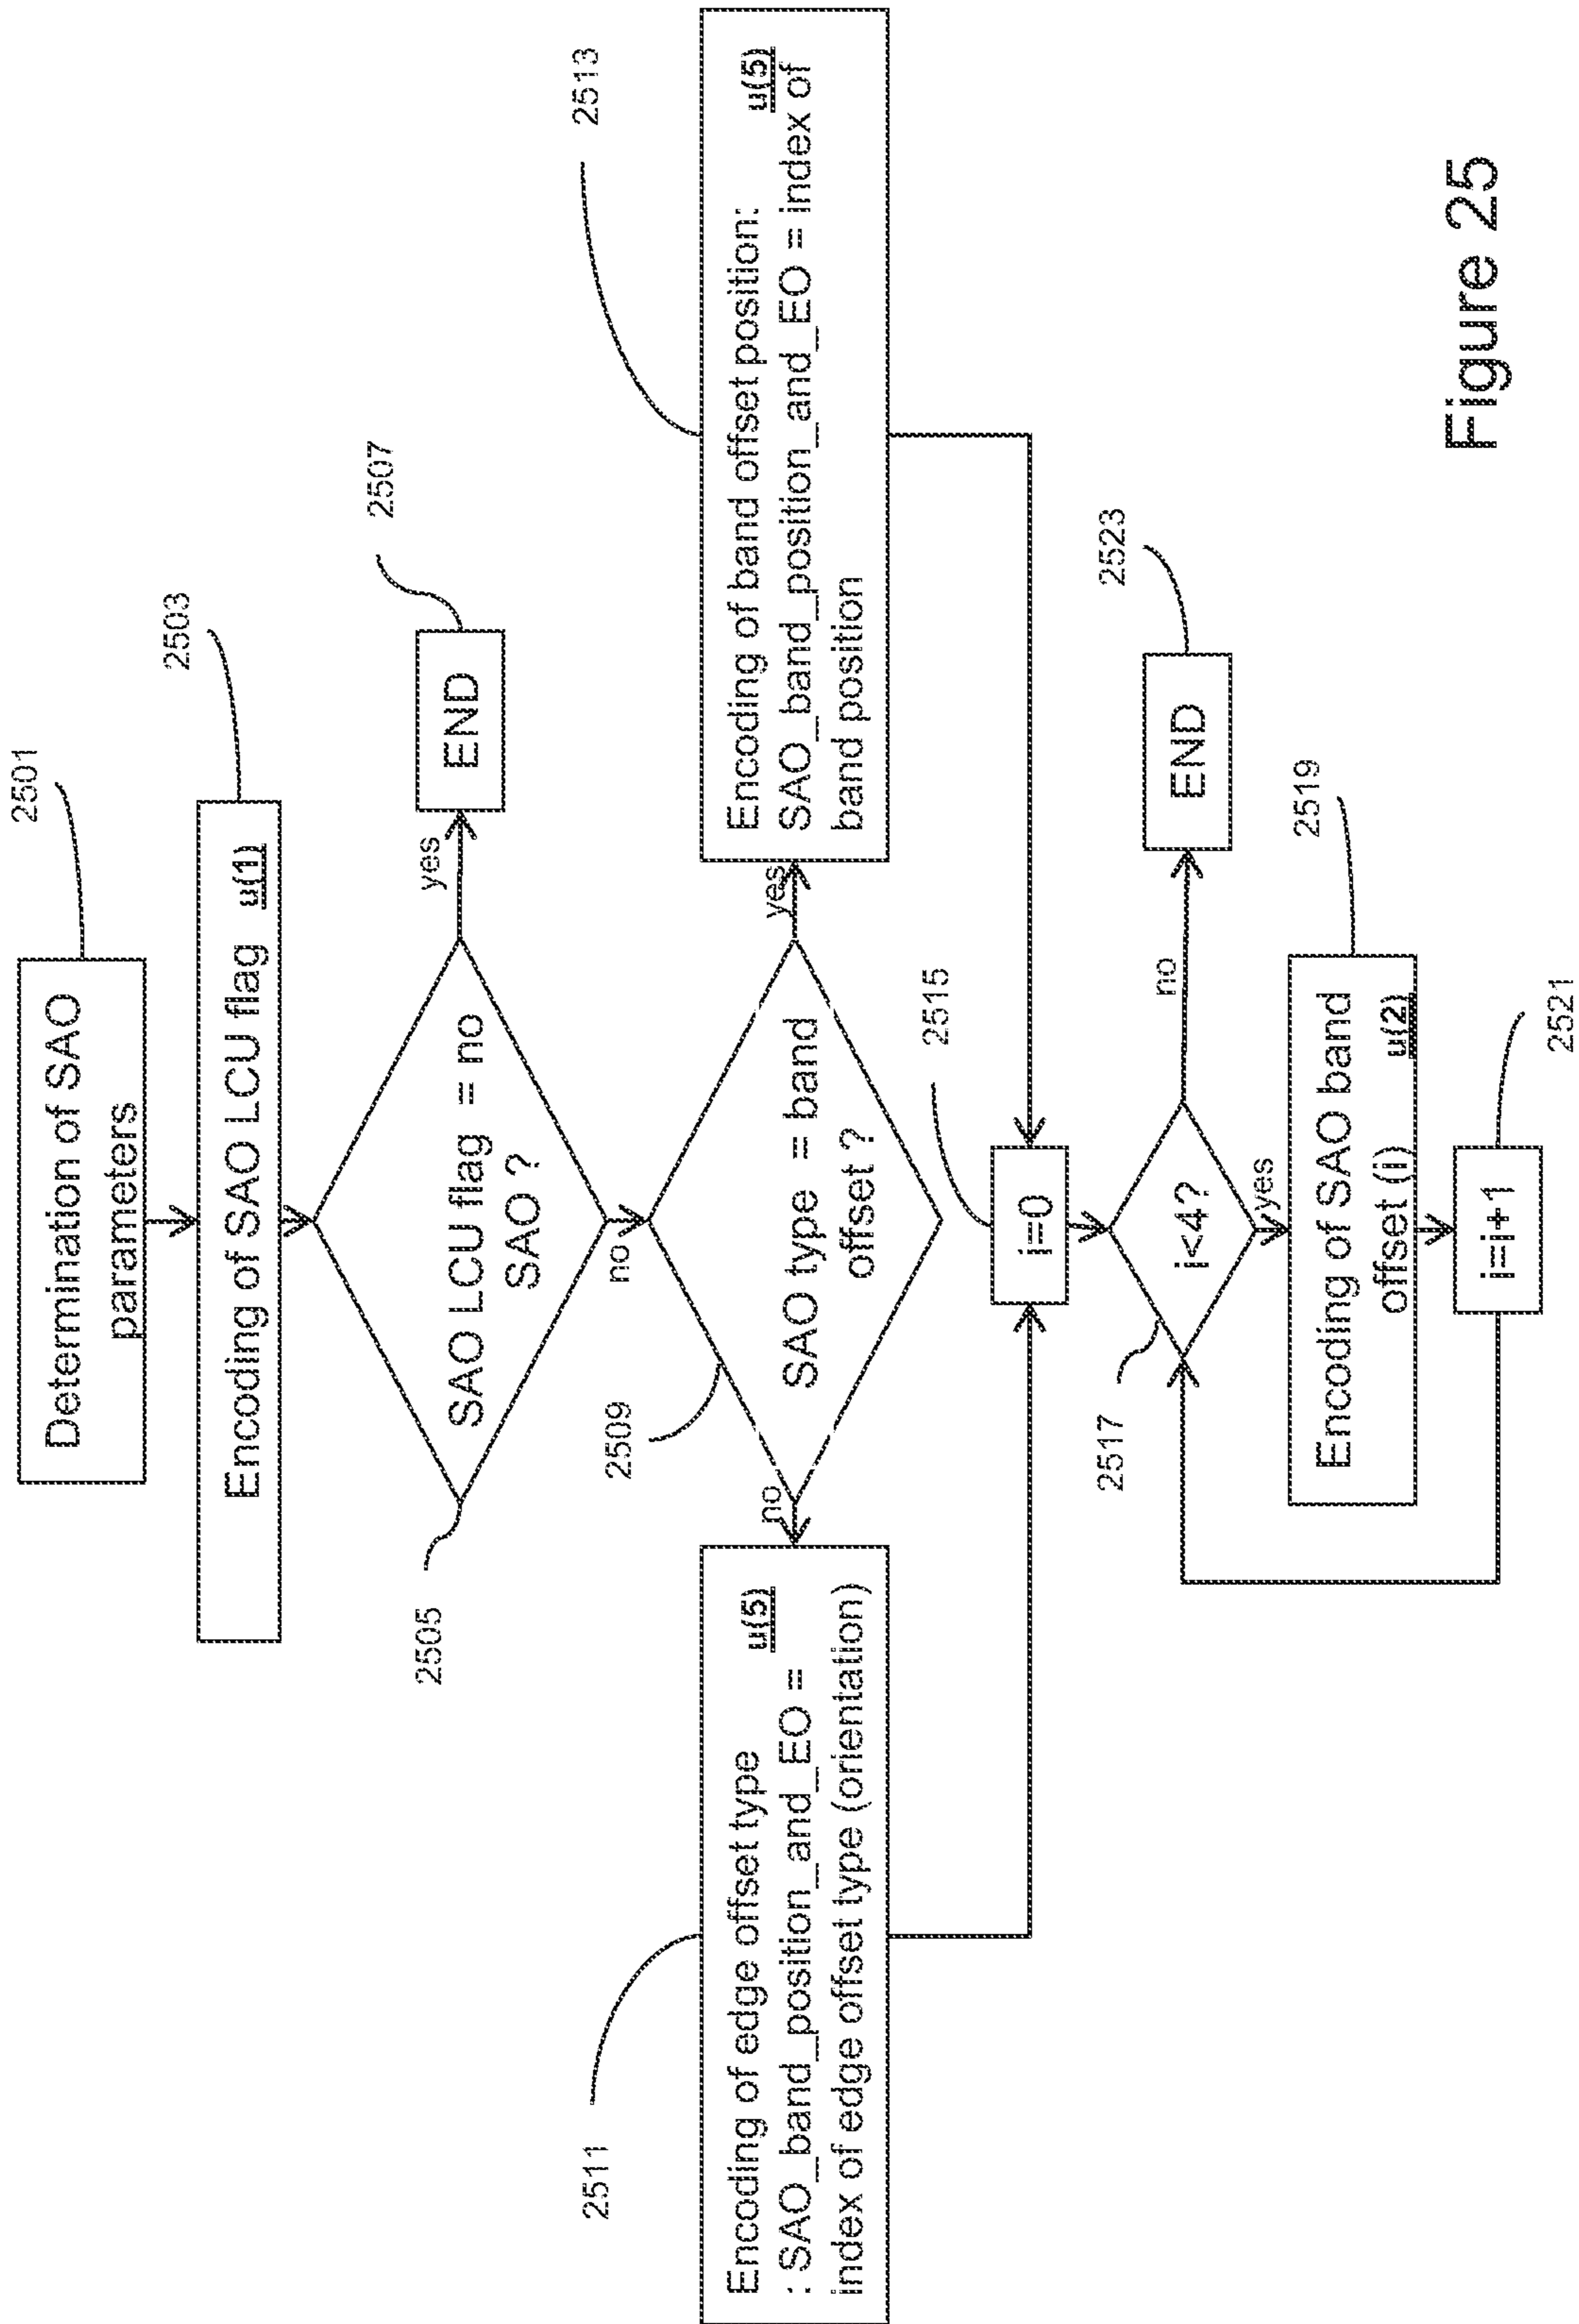 2501
Determination of SAO
parameters
2503
Encoding of SAO LCU flag u(1)
2505
SAO LCU flag = no
SAO ?
yes
2507
END
no
2509
SAO type = band
offset ?
no
yes
2511
Encoding of edge offset type u(5)
: SAO_band_position_and_EO =
index of edge offset type (orientation)
2513
Encoding of band offset position: u(5)
SAO_band_position_and_EO = index of
band position
2515
i=0
2517
i<4?
no
2523
END
yes
2519
Encoding of SAO band
offset (i) u(2)
2521
i=i+1
Figure 25